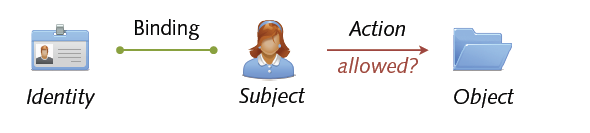 Binding
Action
allowed?
Identity
Subject
Object